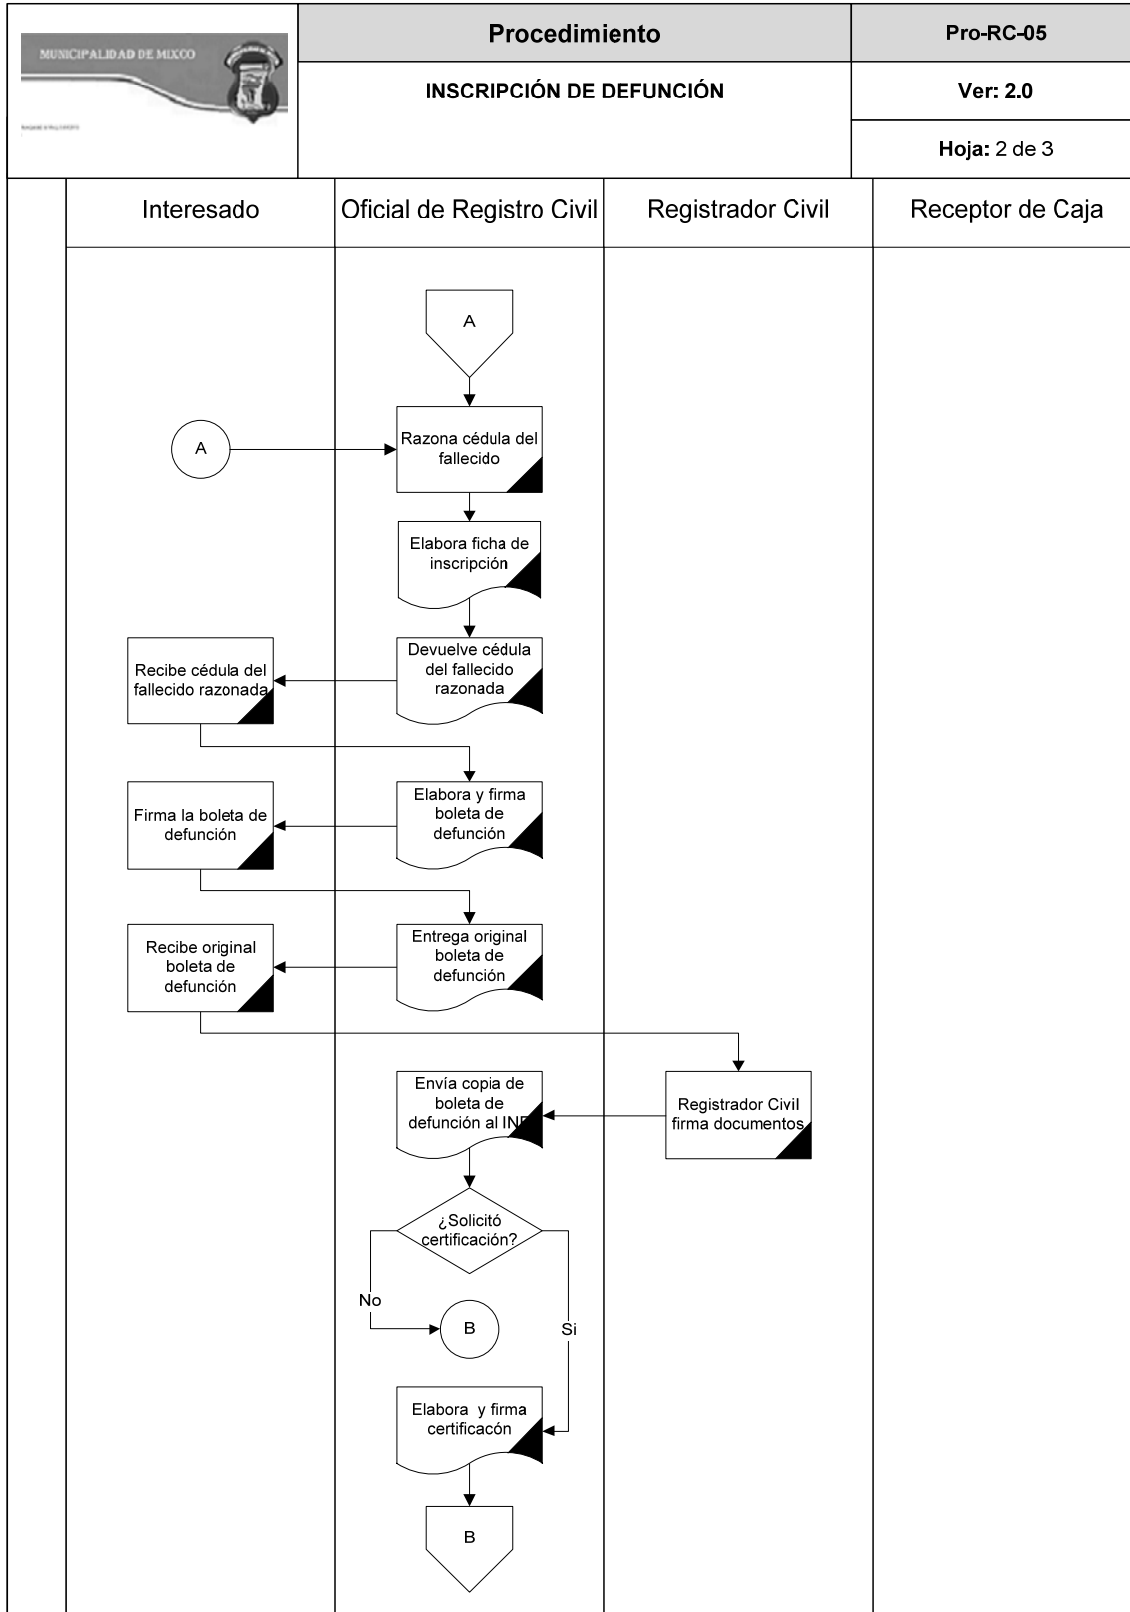 MUNICIPALIDAD DE MIXCO
Procedimiento
Pro-RC-05
INSCRIPCIÓN DE DEFUNCIÓN
Ver: 2.0
Hoja: 2 de 3
Interesado
Oficial de Registro Civil
Registrador Civil
Receptor de Caja
A
A
Razona cédula del
fallecido
Elabora ficha de
inscripción
Devuelve cédula
del fallecido
razonada
Recibe cédula del
fallecido razonada
Elabora y firma
boleta de
defunción
Firma la boleta de
defunción
Entrega original
boleta de
defunción
Recibe original
boleta de
defunción
Envía copia de
boleta de
defunción al INE
Registrador Civil
firma documentos
¿Solicitó
certificación?
No
B
Si
Elabora y firma
certificacón
B